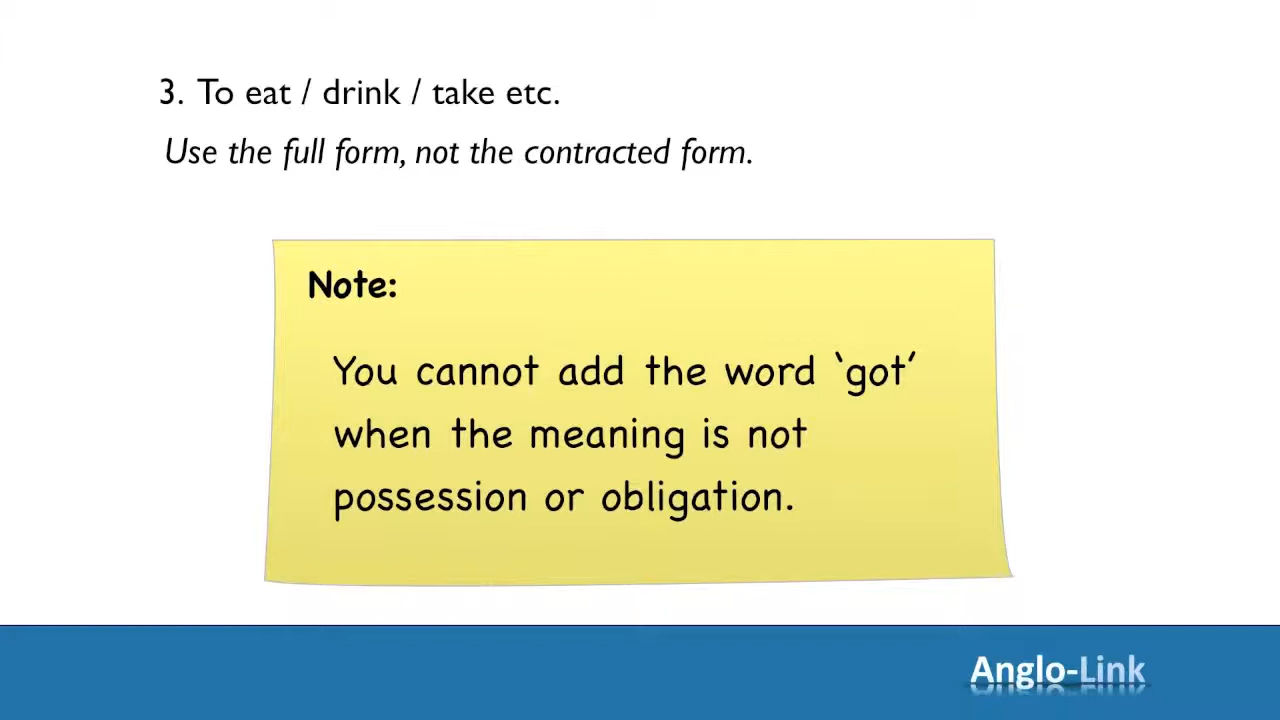 3. To eat / drink / take etc.
Use the full form, not the contracted form.
Note:
You cannot add the word ‘got’
when the meaning is not
possession or obligation.
Anglo-Link